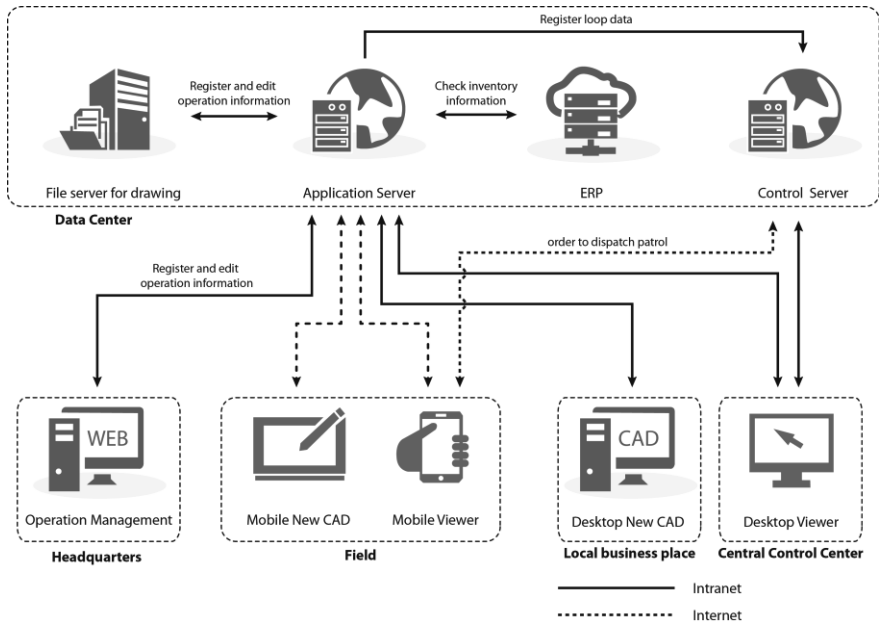 Register loop data
Register and edit
operation information
Check inventory
information
File server for drawing
Application Server
ERP
Control Server
Data Center
order to dispatch patrol
Register and edit
operation information
WEB
CAD
Operation Management
Mobile New CAD
Mobile Viewer
Desktop New CAD
Desktop Viewer
Headquarters
Field
Local business place
Central Control Center
Intranet
Internet